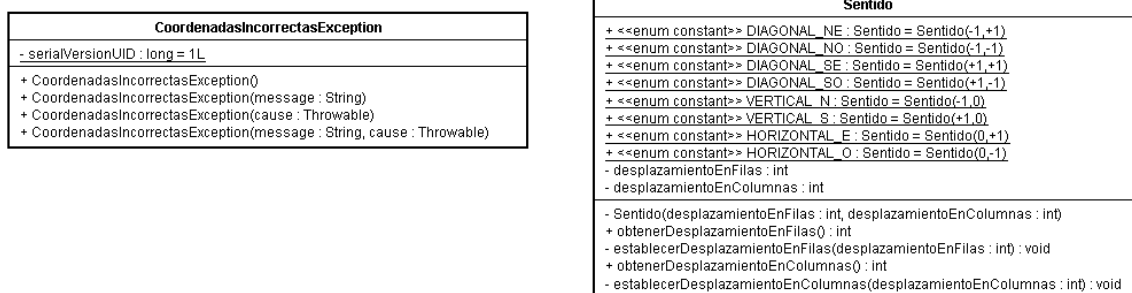 CoordenadasIncorrectasException
- serialVersionUID : long = 1L
+ CoordenadasIncorrectasException()
+ CoordenadasIncorrectasException(message : String)
+ CoordenadasIncorrectasException(cause : Throwable)
+ CoordenadasIncorrectasException(message : String, cause : Throwable)
Sentido
+ <<enum constant>> DIAGONAL_NE : Sentido = Sentido(-1,+1)
+ <<enum constant>> DIAGONAL_NO : Sentido = Sentido(-1,-1)
+ <<enum constant>> DIAGONAL_SE : Sentido = Sentido(+1,+1)
+ <<enum constant>> DIAGONAL_SO : Sentido = Sentido(+1,-1)
+ <<enum constant>> VERTICAL_N : Sentido = Sentido(-1,0)
+ <<enum constant>> VERTICAL_S : Sentido = Sentido(+1,0)
+ <<enum constant>> HORIZONTAL_E : Sentido = Sentido(0,+1)
+ <<enum constant>> HORIZONTAL_O : Sentido = Sentido(0,-1)
- desplazamientoEnFilas : int
- desplazamientoEnColumnas : int
- Sentido(desplazamientoEnFilas : int, desplazamientoEnColumnas : int)
+ obtenerDesplazamientoEnFilas() : int
- establecerDesplazamientoEnFilas(desplazamientoEnFilas : int) : void
+ obtenerDesplazamientoEnColumnas() : int
- establecerDesplazamientoEnColumnas(desplazamientoEnColumnas : int) : void